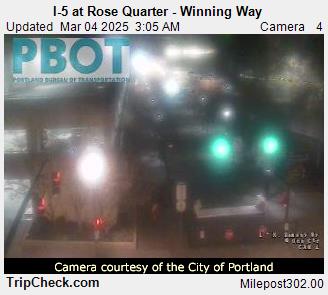 I-5 at Rose Quarter - Winning Way
Updated Mar 04 2025 3:05 AM Camera 4
PBOT
PORTLAND BUREAU OF TRANSPORTATION
Camera courtesy of the City of Portland
TripCheck.com Milepost302.00